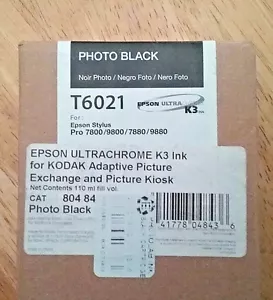 PHOTO BLACK
Noir Photo / Negro Foto / Nero Foto
T6021
EPSON ULTRA
K3 INK
For:
Epson Stylus
Pro 7800/9800/7880/9880
EPSON ULTRACHROME K3 Ink
for KODAK Adaptive Picture
Exchange and Picture Kiosk
Net Contents 110 ml fill vol.
CAT 804 84
Photo Black
41778 04843 6